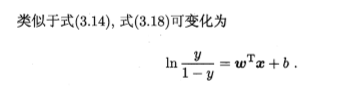 类似于式(3.14), 式(3.18)可变化为
ln y/(1 − y) = wᵀx + b .